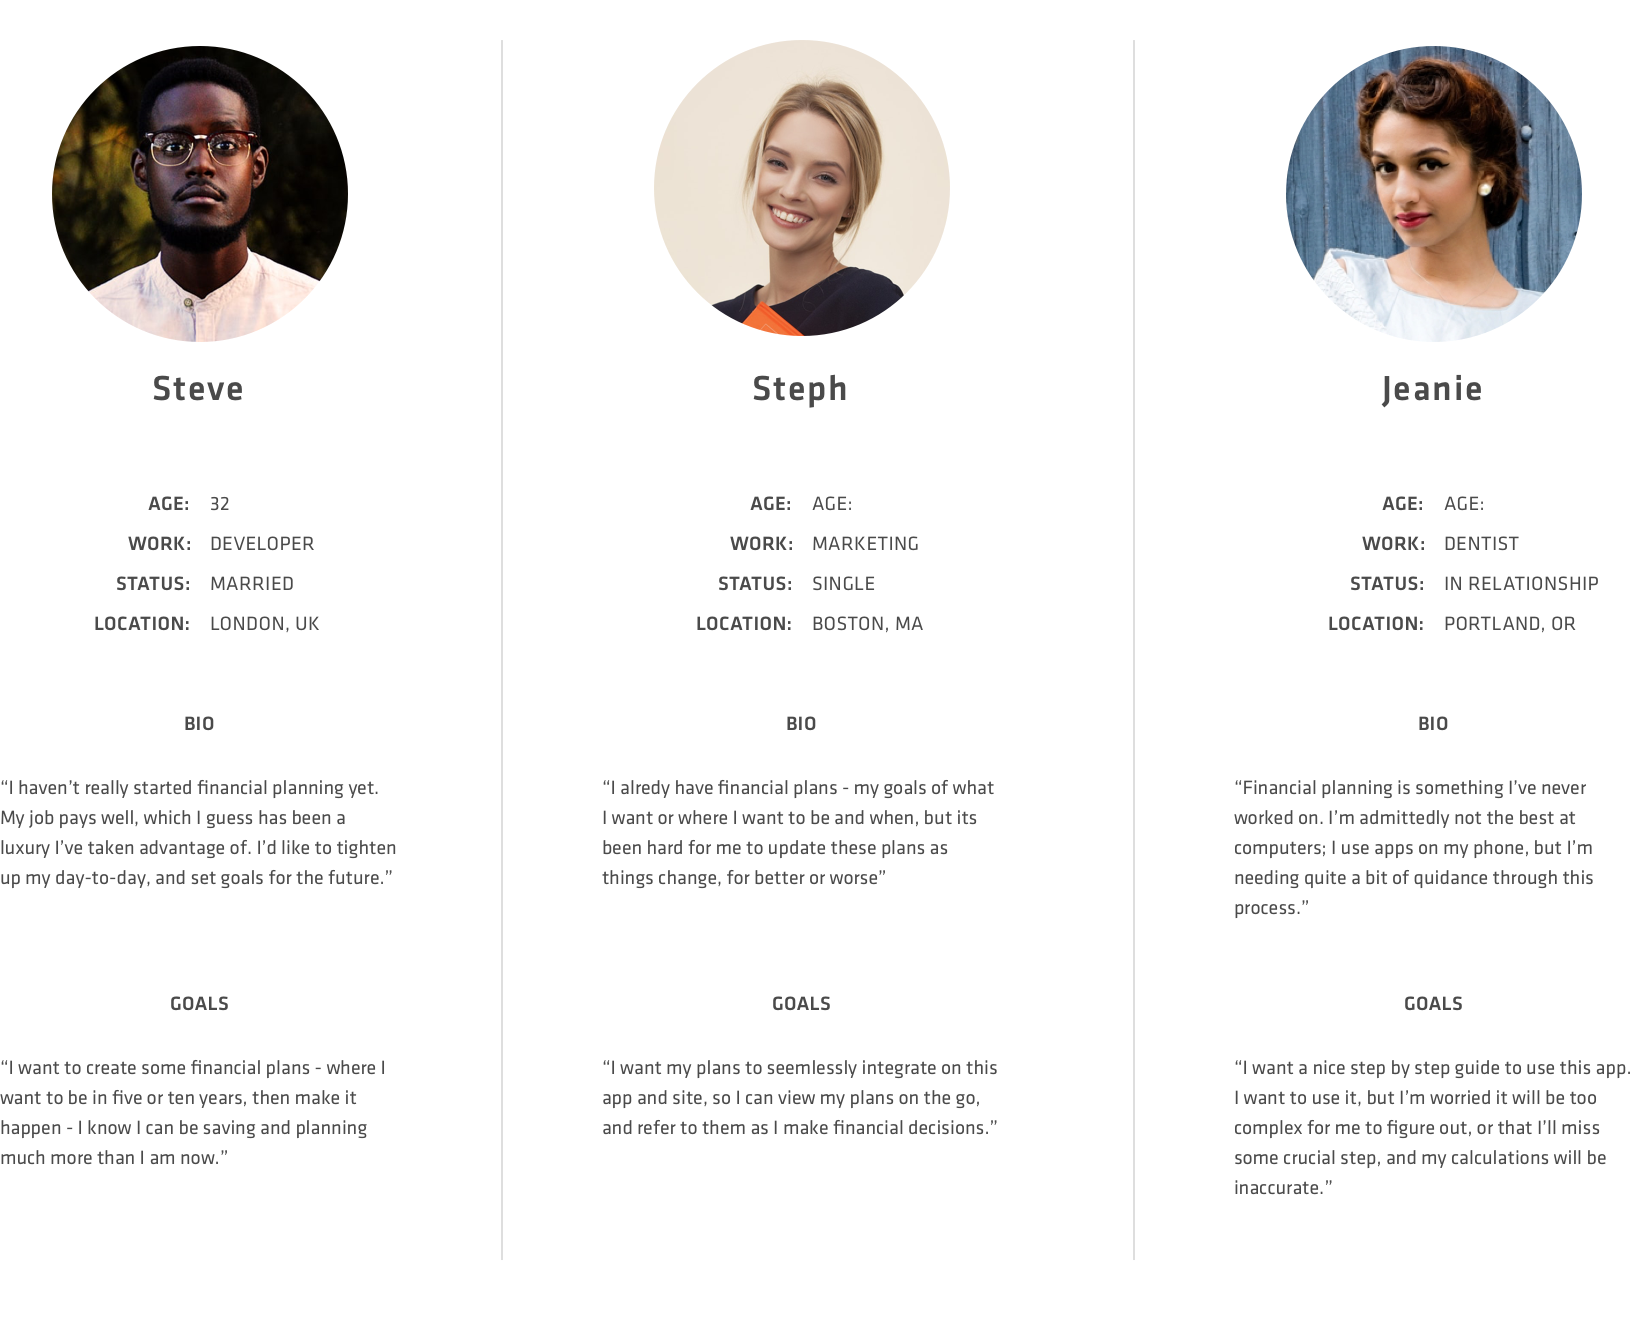 Steve
AGE: 32
WORK: DEVELOPER
STATUS: MARRIED
LOCATION: LONDON, UK
BIO
“I haven’t really started financial planning yet.
My job pays well, which I guess has been a
luxury I’ve taken advantage of. I’d like to tighten
up my day-to-day, and set goals for the future.”
GOALS
“I want to create some financial plans - where I
want to be in five or ten years, then make it
happen - I know I can be saving and planning
much more than I am now.”
Steph
AGE: AGE:
WORK: MARKETING
STATUS: SINGLE
LOCATION: BOSTON, MA
BIO
“I alredy have financial plans - my goals of what
I want or where I want to be and when, but its
been hard for me to update these plans as
things change, for better or worse”
GOALS
“I want my plans to seemlessly integrate on this
app and site, so I can view my plans on the go,
and refer to them as I make financial decisions.”
Jeanie
AGE: AGE:
WORK: DENTIST
STATUS: IN RELATIONSHIP
LOCATION: PORTLAND, OR
BIO
“Financial planning is something I’ve never
worked on. I’m admittedly not the best at
computers; I use apps on my phone, but I’m
needing quite a bit of quidance through this
process.”
GOALS
“I want a nice step by step guide to use this app.
I want to use it, but I’m worried it will be too
complex for me to figure out, or that I’ll miss
some crucial step, and my calculations will be
inaccurate.”